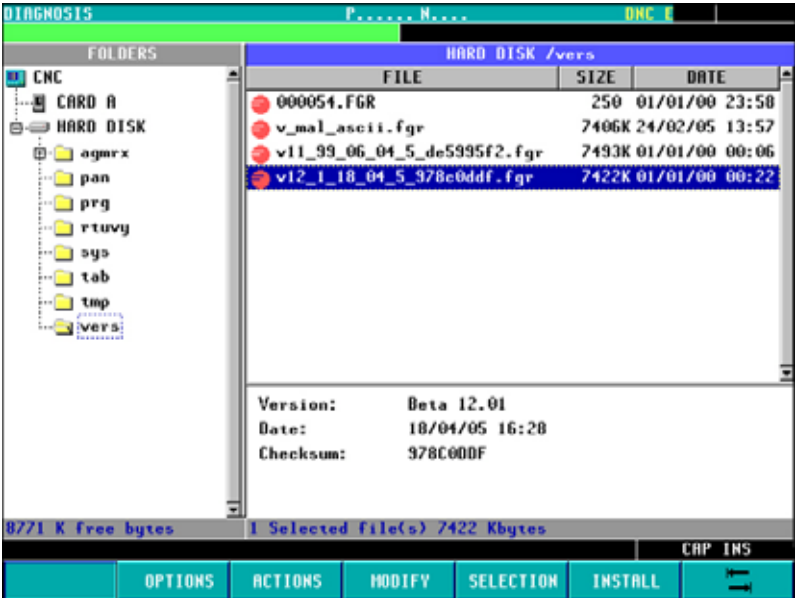 DIAGNOSIS P...... N.... DNC E
FOLDERS
HARD DISK /vers
CNC
CARD A
HARD DISK
agmrx
pan
prg
rtuvy
sys
tab
tmp
vers
FILE SIZE DATE
000054.FGR 250 01/01/00 23:58
v_mal_ascii.fgr 7406K 24/02/05 13:57
v11_99_06_04_5_de5995f2.fgr 7493K 01/01/00 00:06
v12_1_18_04_5_978c0ddf.fgr 7422K 01/01/00 00:22
Version: Beta 12.01
Date: 18/04/05 16:28
Checksum: 978C0DDF
8771 K free bytes
1 Selected file(s) 7422 Kbytes
CAP INS
OPTIONS ACTIONS MODIFY SELECTION INSTALL